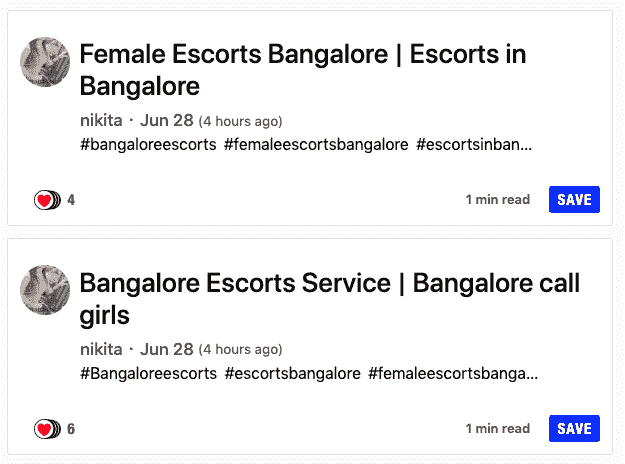 Female Escorts Bangalore | Escorts in
Bangalore
nikita · Jun 28 (4 hours ago)
#bangaloreescorts #femaleescortsbangalore #escortsinban...
4
1 min read SAVE
Bangalore Escorts Service | Bangalore call
girls
nikita · Jun 28 (4 hours ago)
#Bangaloreescorts #escortsbangalore #femaleescortsbanga...
6
1 min read SAVE